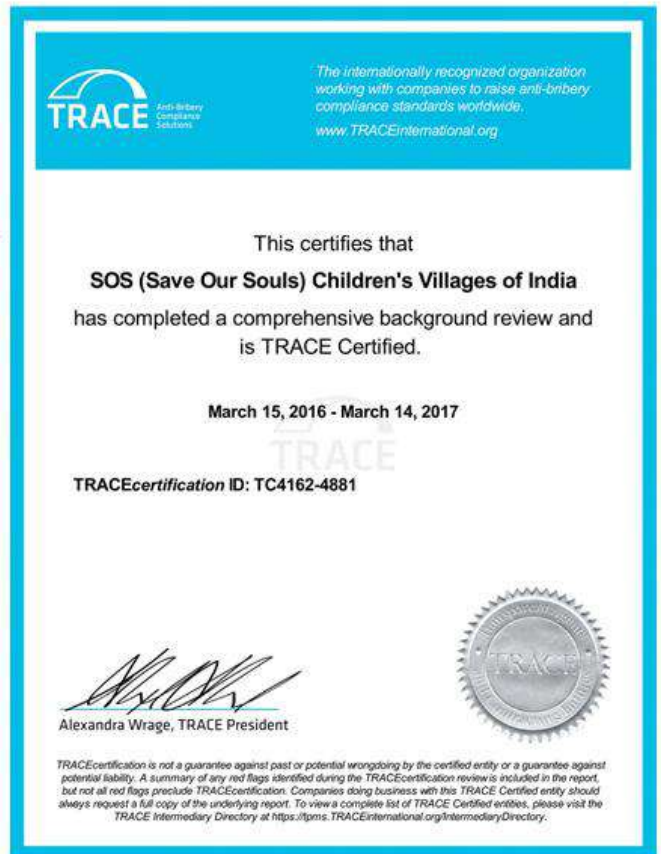 TRACE
Anti-Bribery
Compliance
Solutions
The internationally recognized organization
working with companies to raise anti-bribery
compliance standards worldwide.
www.TRACEinternational.org
This certifies that
SOS (Save Our Souls) Children's Villages of India
has completed a comprehensive background review and
is TRACE Certified.
March 15, 2016 - March 14, 2017
TRACE
TRACEcertification ID: TC4162-4881
TRACE
Alexandra Wrage, TRACE President
TRACEcertification is not a guarantee against past or potential wrongdoing by the certified entity or a guarantee against
potential liability. A summary of any red flags identified during the TRACEcertification review is included in the report,
but not all red flags preclude TRACEcertification. Companies doing business with this TRACE Certified entity should
always request a full copy of the underlying report. To view a complete list of TRACE Certified entities, please visit the
TRACE Intermediary Directory at https://tpms.TRACEinternational.org/IntermediaryDirectory.